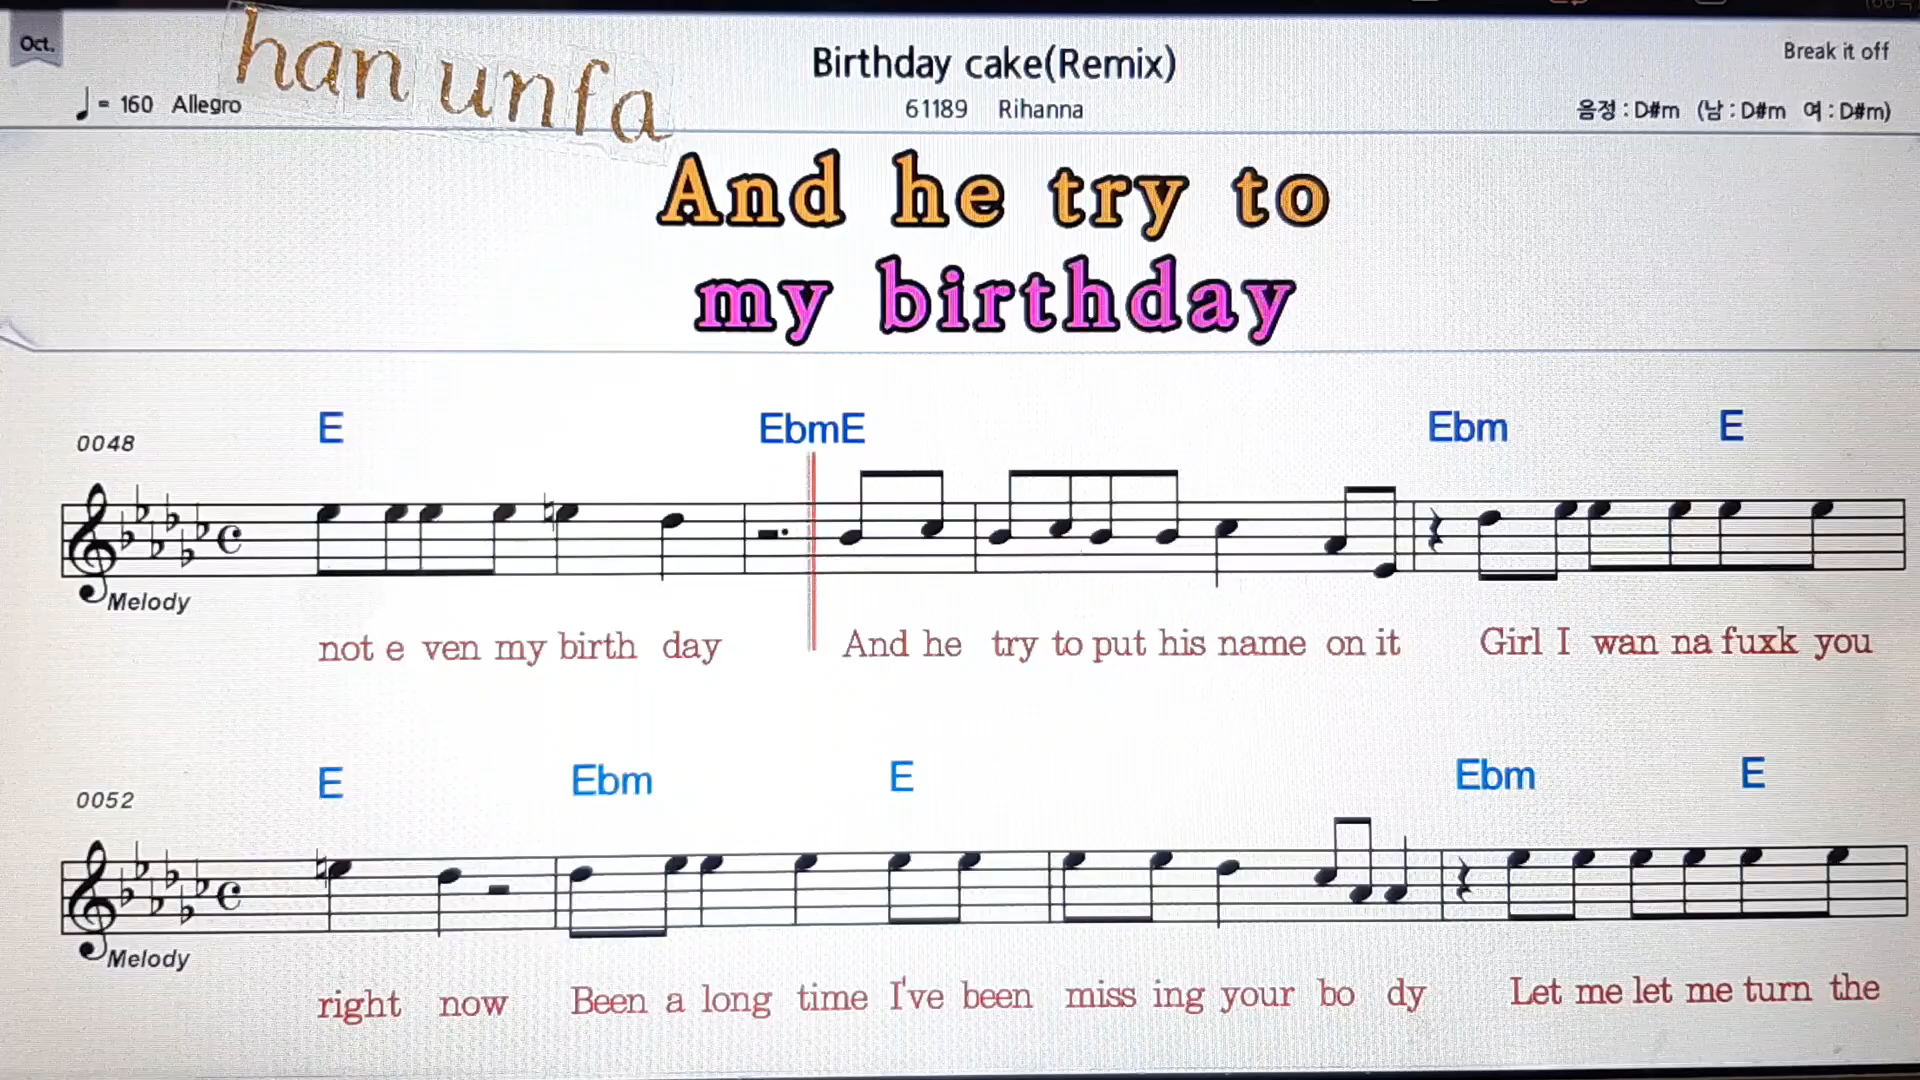 Oct.
han unfa
Birthday cake(Remix)
Break it off
♩= 160 Allegro
61189 Rihanna
음정 : D#m (남 : D#m 여 : D#m)
And he try to
my birthday
E EbmE Ebm E
0048
Melody
not e ven my birth day And he try to put his name on it Girl I wan na fuxk you
E Ebm E Ebm E
0052
Melody
right now Been a long time I've been miss ing your bo dy Let me let me turn the